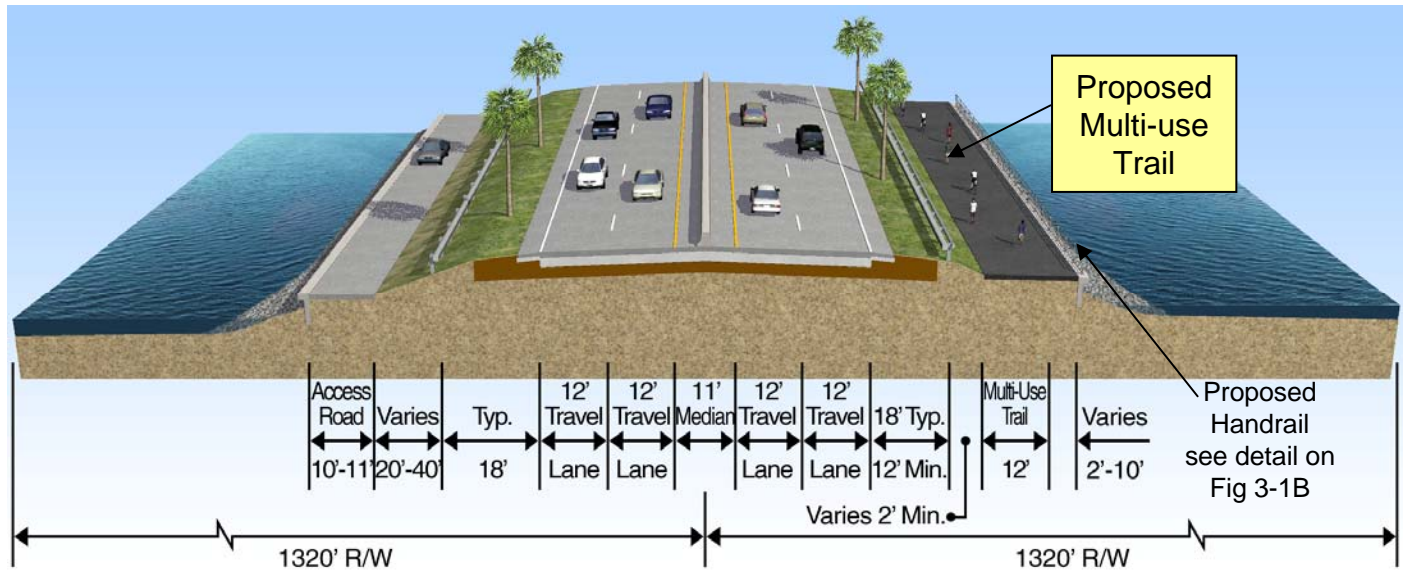 Proposed
Multi-use
Trail
Access
Road
10'-11'
Varies
20'-40'
Typ.
18'
12'
Travel
Lane
12'
Travel
Lane
11'
Median
12'
Travel
Lane
12'
Travel
Lane
18' Typ.
12' Min.
Varies 2' Min.
Multi-Use
Trail
12'
Varies
2'-10'
Proposed
Handrail
see detail on
Fig 3-1B
1320' R/W
1320' R/W